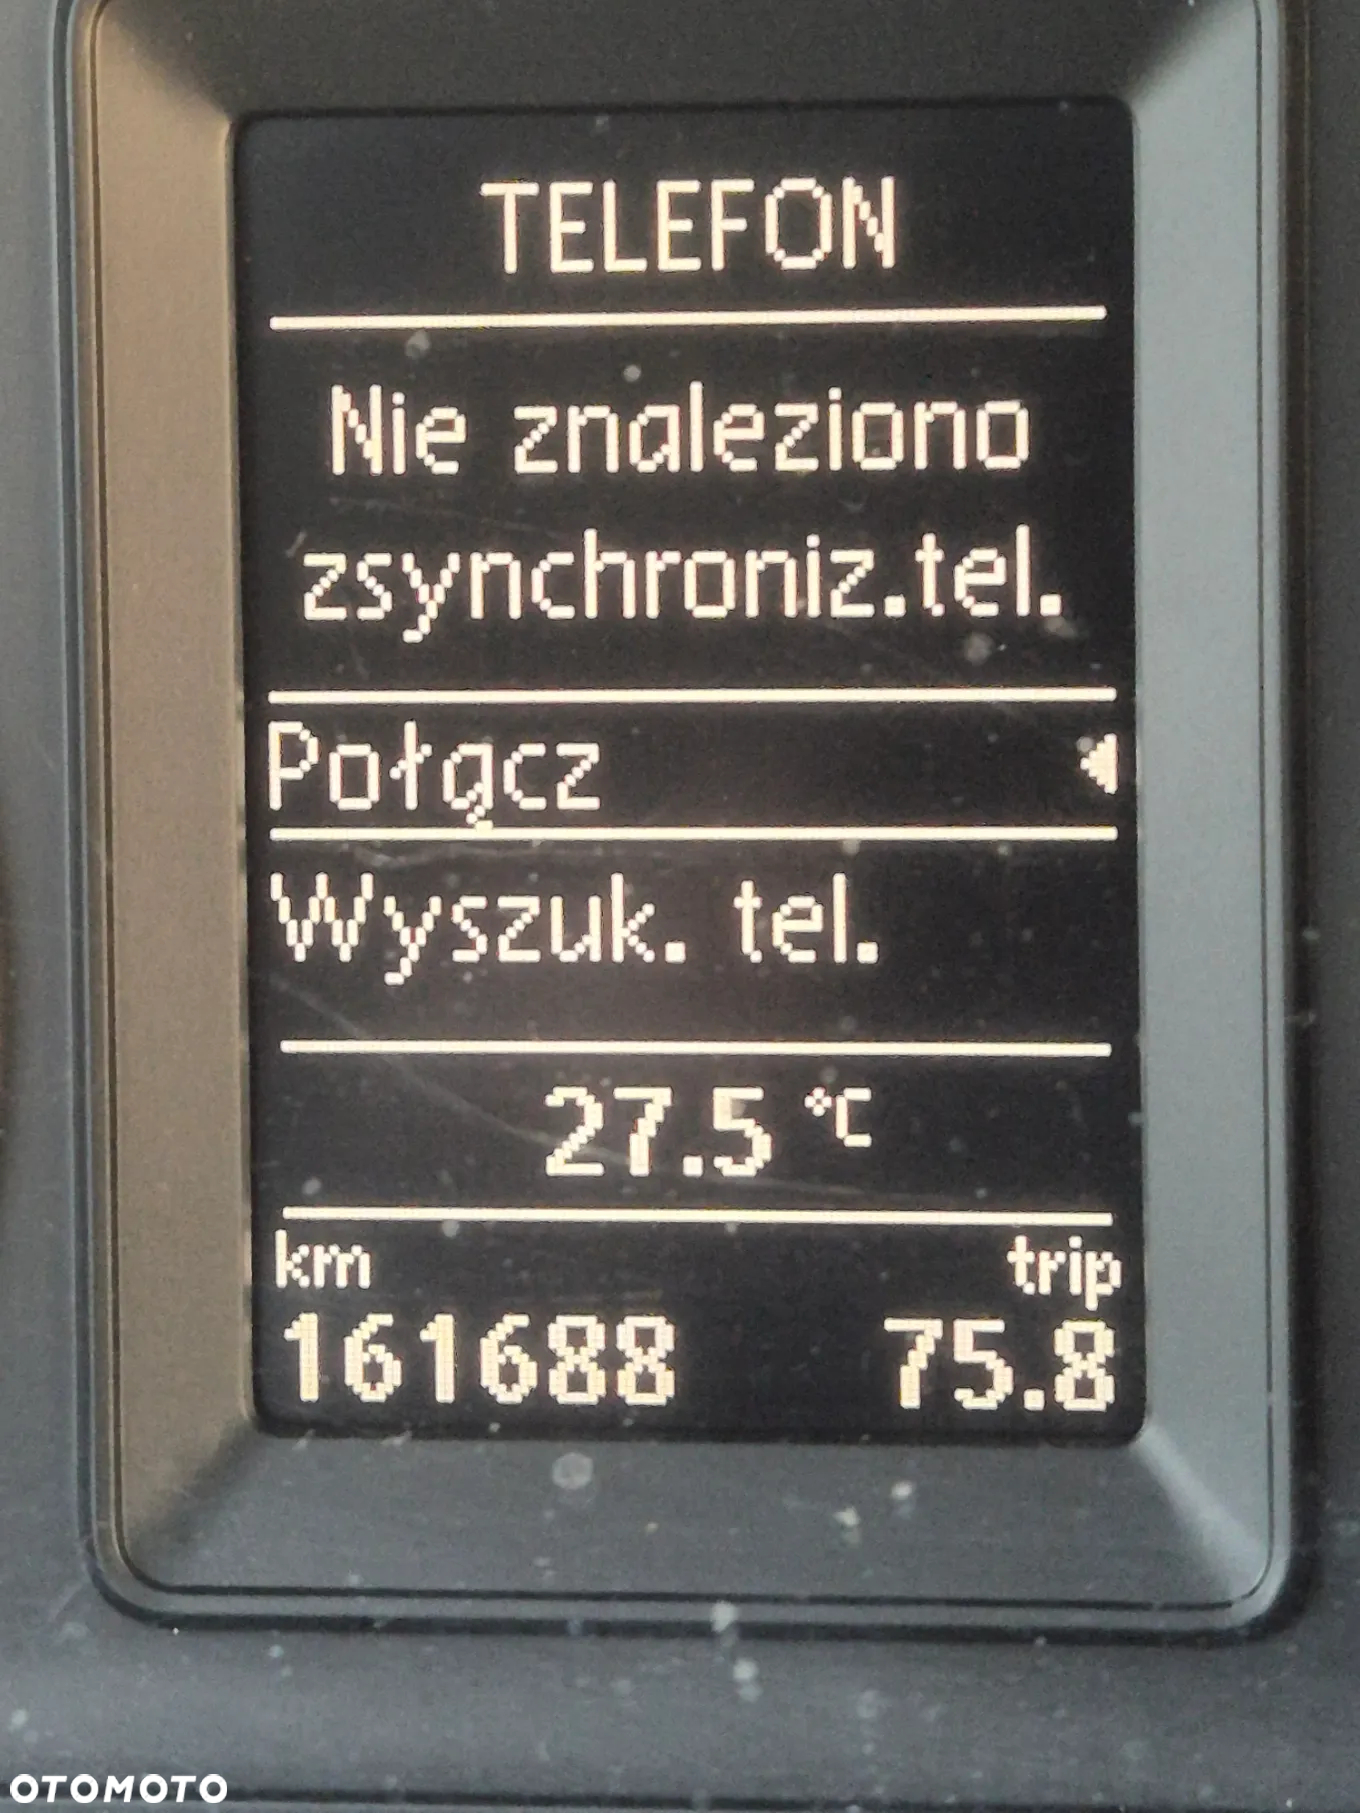 TELEFON
Nie znaleziono
zsynchroniz.tel.
Połącz
Wyszuk. tel.
27.5 °C
km trip
161688 75.8
OTOMOTO